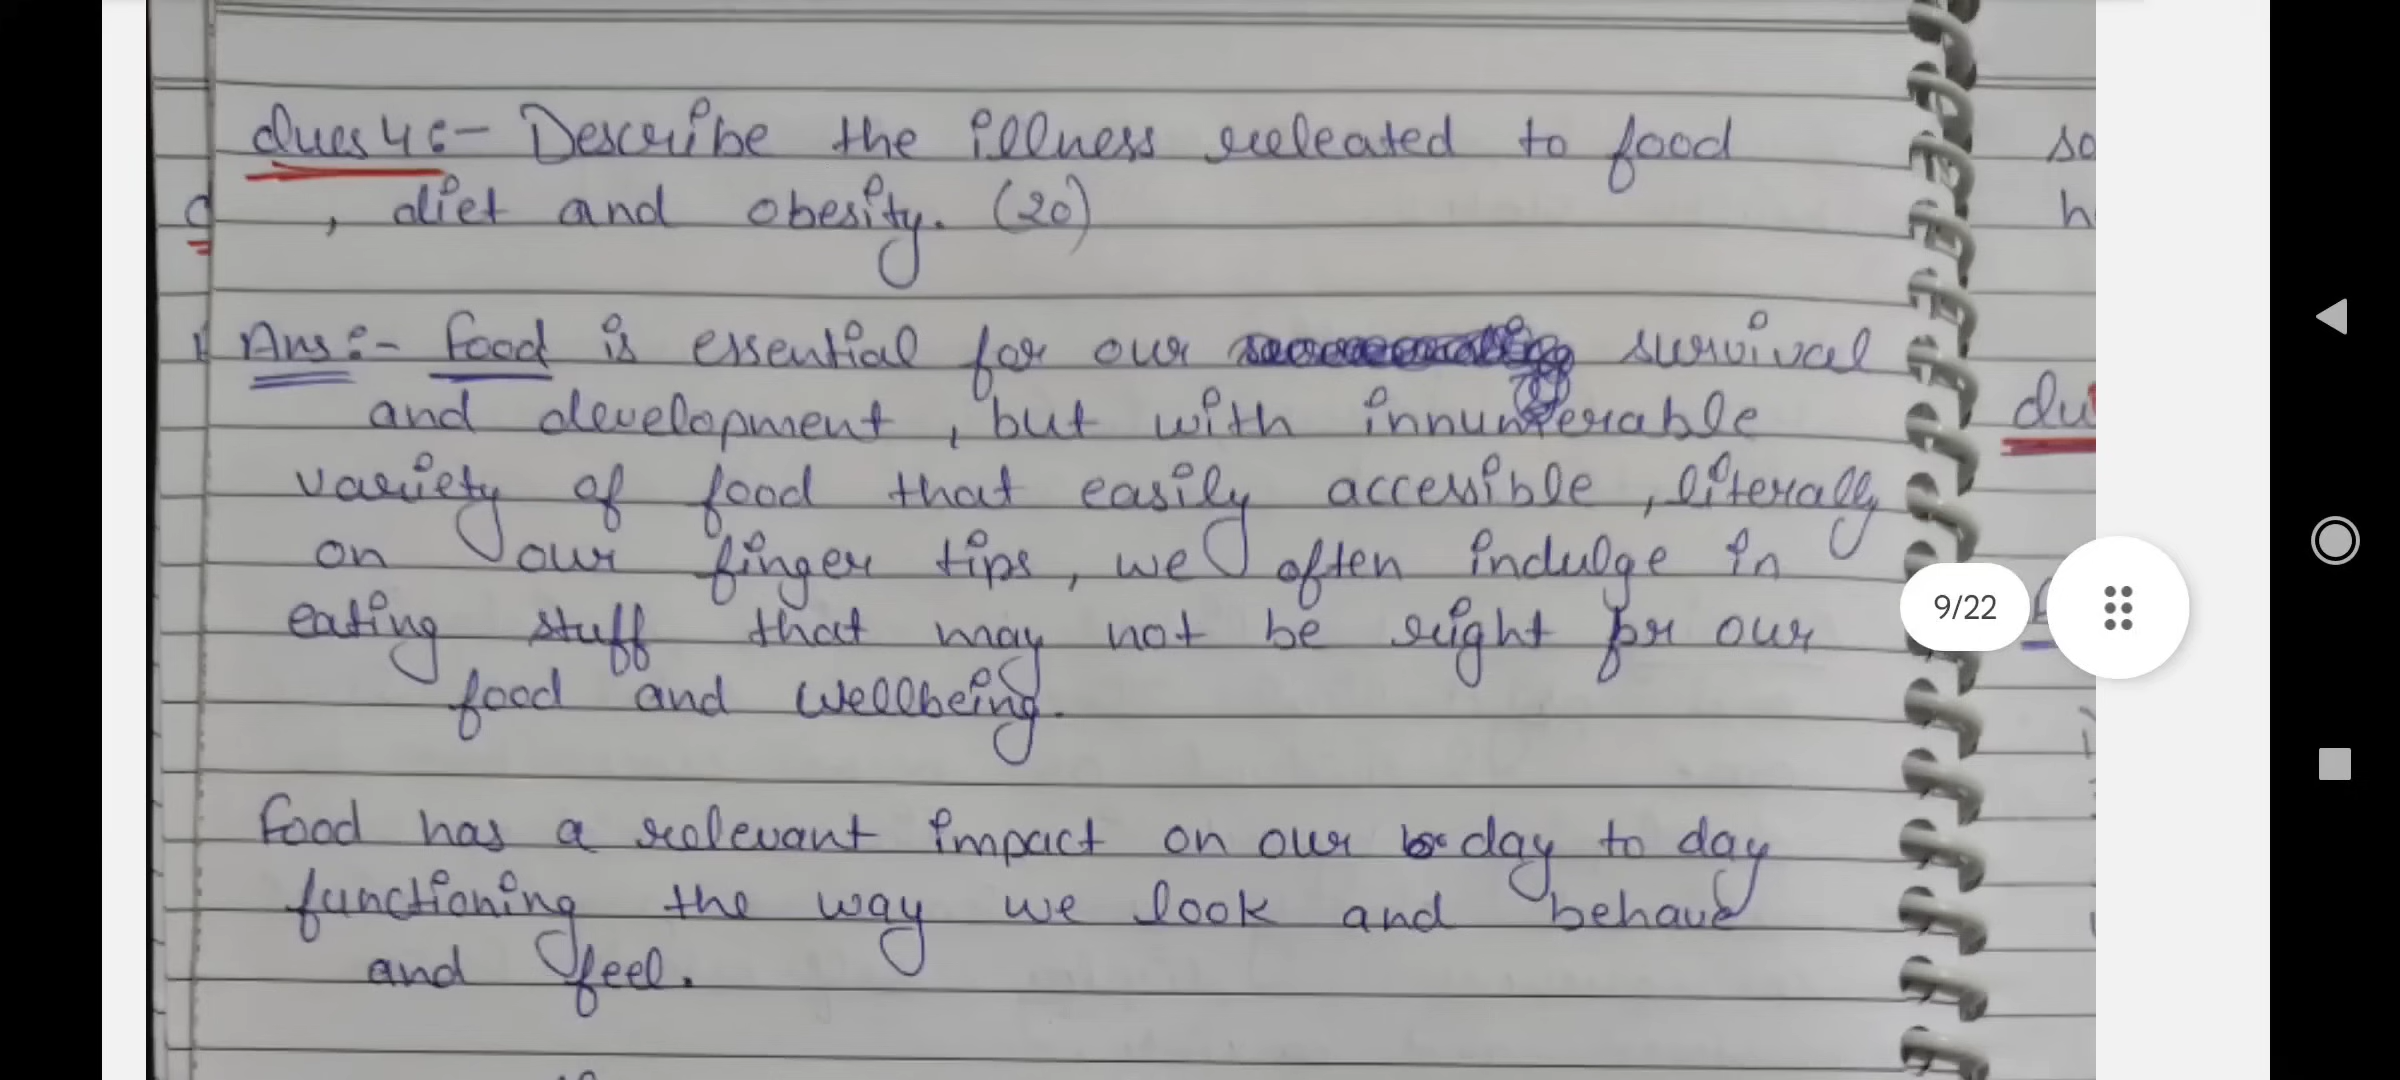 Ques 4:- Describe the illness releated to food
, diet and obesity. (20)
Ans:- Food is essential for our survival
and development, but with innumerable
variety of food that easily accessible, literally
on our finger tips, we often indulge in
eating stuff that may not be right for our
food and wellbeing.
Food has a relevant impact on our day to day
functioning the way we look and behave
and feel.
so
h
Qu
9/22